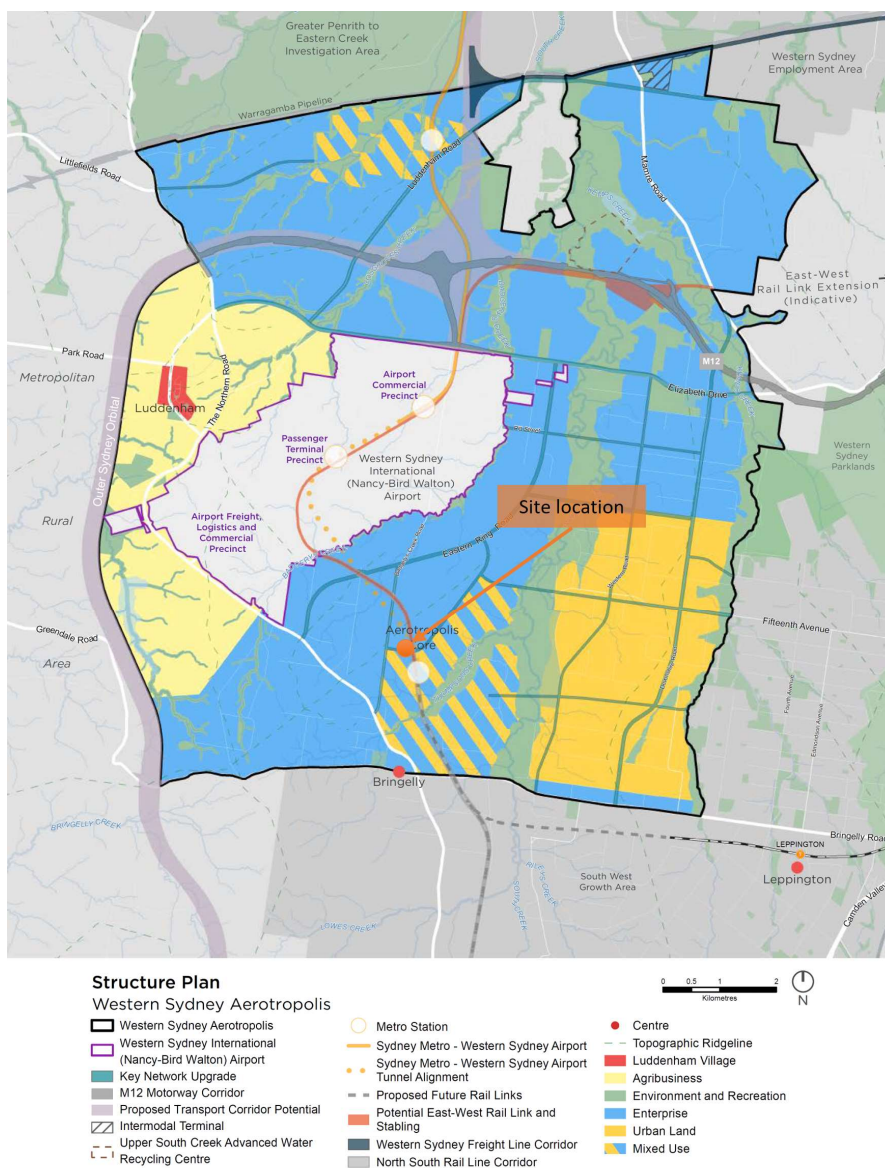 Greater Penrith to
Eastern Creek
Investigation Area
Western Sydney
Employment Area
Warragamba Pipeline
Littlefields Road
Luddenham Road
Mamre Road
East-West
Rail Link Extension
(Indicative)
M12
Park Road
Metropolitan
Luddenham
The Northern Road
Outer Sydney Orbital
Airport
Commercial
Precinct
Elizabeth Drive
Passenger
Terminal
Precinct
Western Sydney
International
(Nancy-Bird Walton)
Airport
Western
Sydney
Parklands
Rural
Airport Freight,
Logistics and
Commercial
Precinct
Site location
Greendale Road
Area
Aerotropolis
Fifteenth Avenue
Fourth Avenue
Edmondson Avenue
Bringelly
BRINGELLY CREEK
Bringelly Road
LEPPINGTON
Leppington
South West
Growth Area
LOWES CREEK
Camden Valley
Structure Plan
Western Sydney Aerotropolis
0 0.5 1 2
Kilometres
N
Western Sydney Aerotropolis
Western Sydney International
(Nancy-Bird Walton) Airport
Key Network Upgrade
M12 Motorway Corridor
Proposed Transport Corridor Potential
Intermodal Terminal
Upper South Creek Advanced Water
Recycling Centre
Metro Station
Sydney Metro - Western Sydney Airport
Sydney Metro - Western Sydney Airport
Tunnel Alignment
Proposed Future Rail Links
Potential East-West Rail Link and
Stabling
Western Sydney Freight Line Corridor
North South Rail Line Corridor
Centre
Topographic Ridgeline
Luddenham Village
Agribusiness
Environment and Recreation
Enterprise
Urban Land
Mixed Use